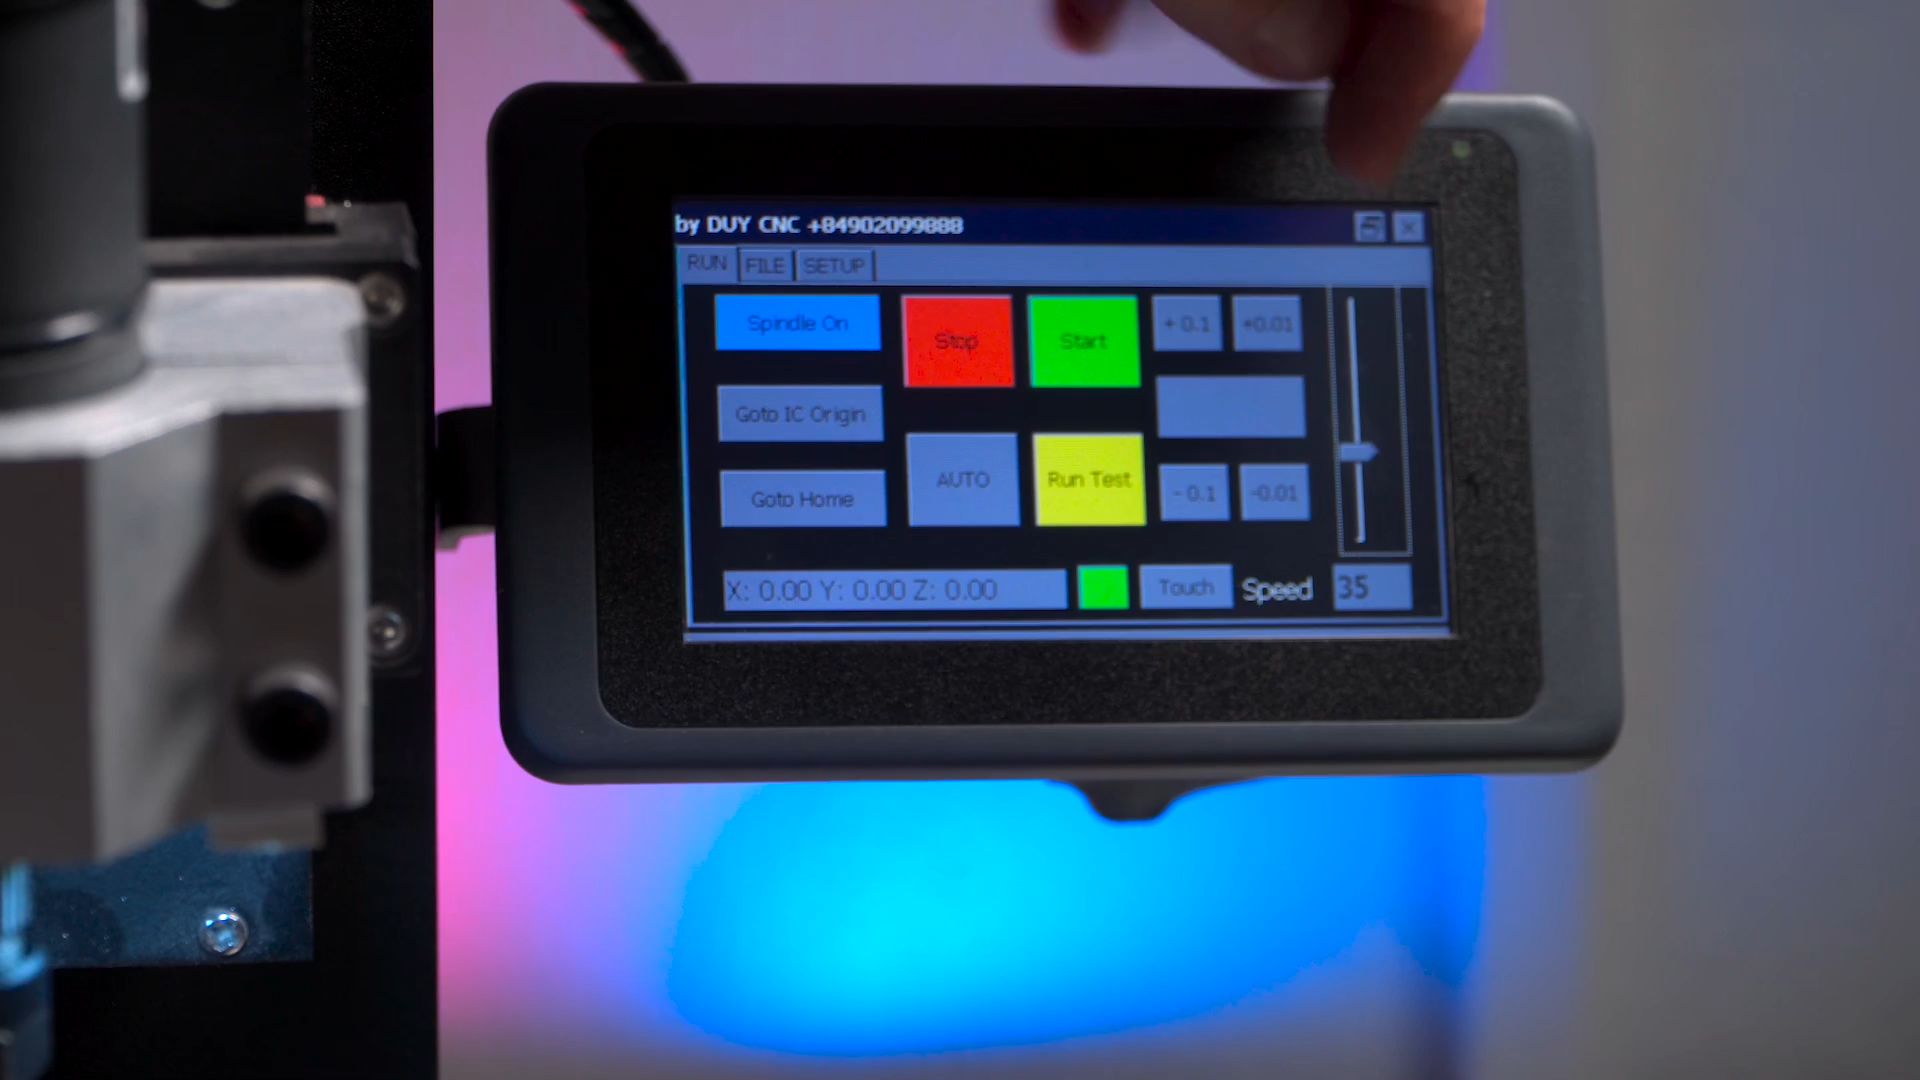 by DUY CNC +84902099888
RUN FILE SETUP
Spindle On
Stop
Start
+ 0.1
+0.01
Goto IC Origin
AUTO
Run Test
Goto Home
- 0.1
-0.01
X: 0.00 Y: 0.00 Z: 0.00
Touch
Speed
35